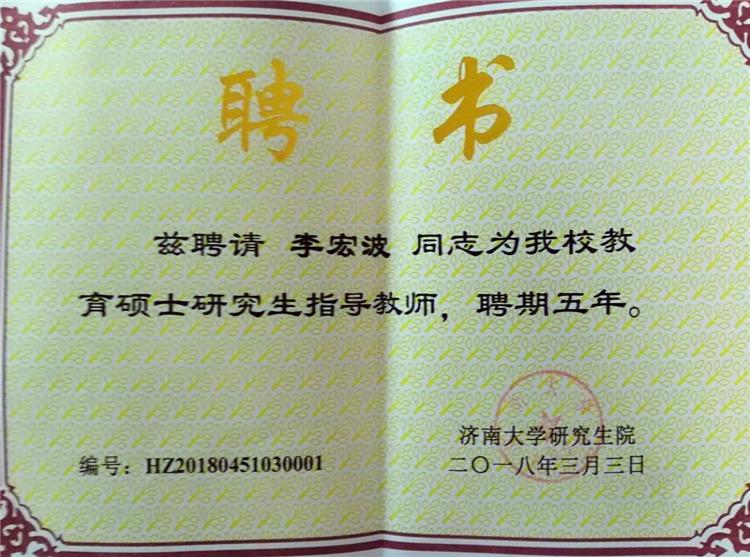 聘书
兹聘请 李宏波 同志为我校教
育硕士研究生指导教师，聘期五年。
济南大学研究生院
编号：HZ20180451030001
二〇一八年三月三日